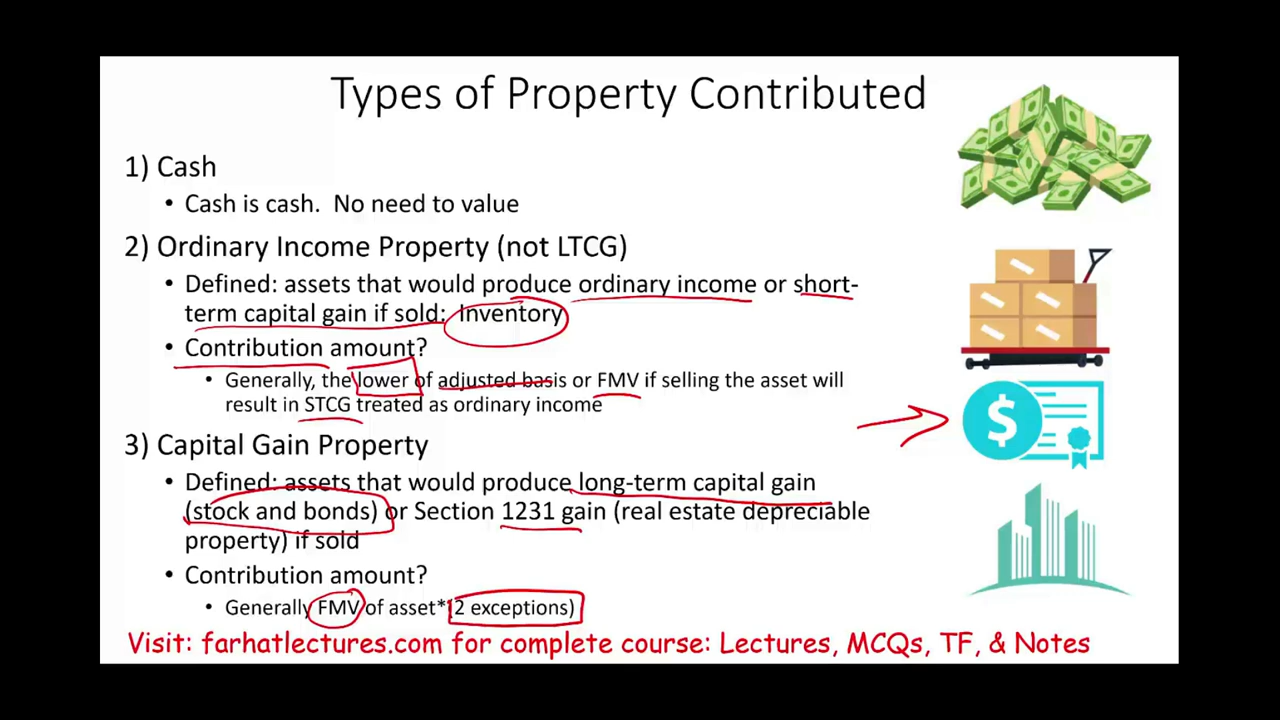 Types of Property Contributed
1) Cash
• Cash is cash. No need to value
2) Ordinary Income Property (not LTCG)
• Defined: assets that would produce ordinary income or short-
term capital gain if sold: Inventory
• Contribution amount?
• Generally, the lower of adjusted basis or FMV if selling the asset will
result in STCG treated as ordinary income
3) Capital Gain Property
• Defined: assets that would produce long-term capital gain
(stock and bonds) or Section 1231 gain (real estate depreciable
property) if sold
• Contribution amount?
• Generally FMV of asset*(2 exceptions)
Visit: farhatlectures.com for complete course: Lectures, MCQs, TF, & Notes